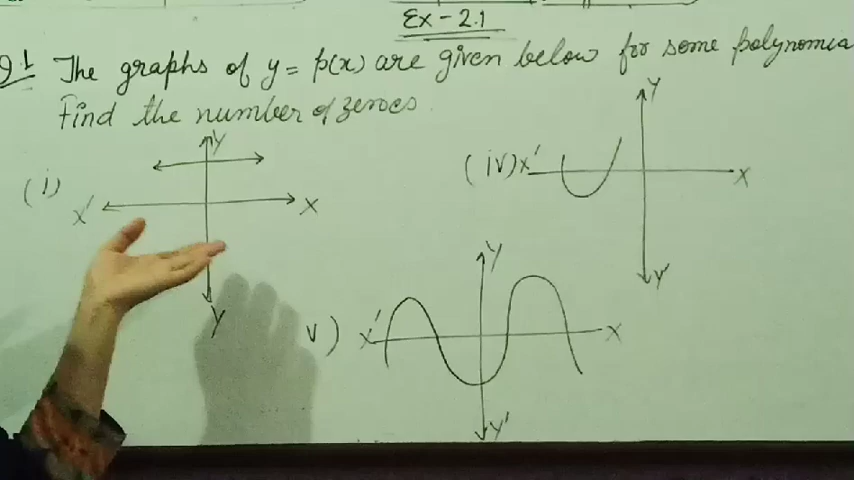 Ex-2.1
Q1 The graphs of y = p(x) are given below for some polynomia
Find the number of zeroes
(i)
Y
X' X
Y
(iv)
Y
X' X
Y'
v)
Y
X' X
Y'